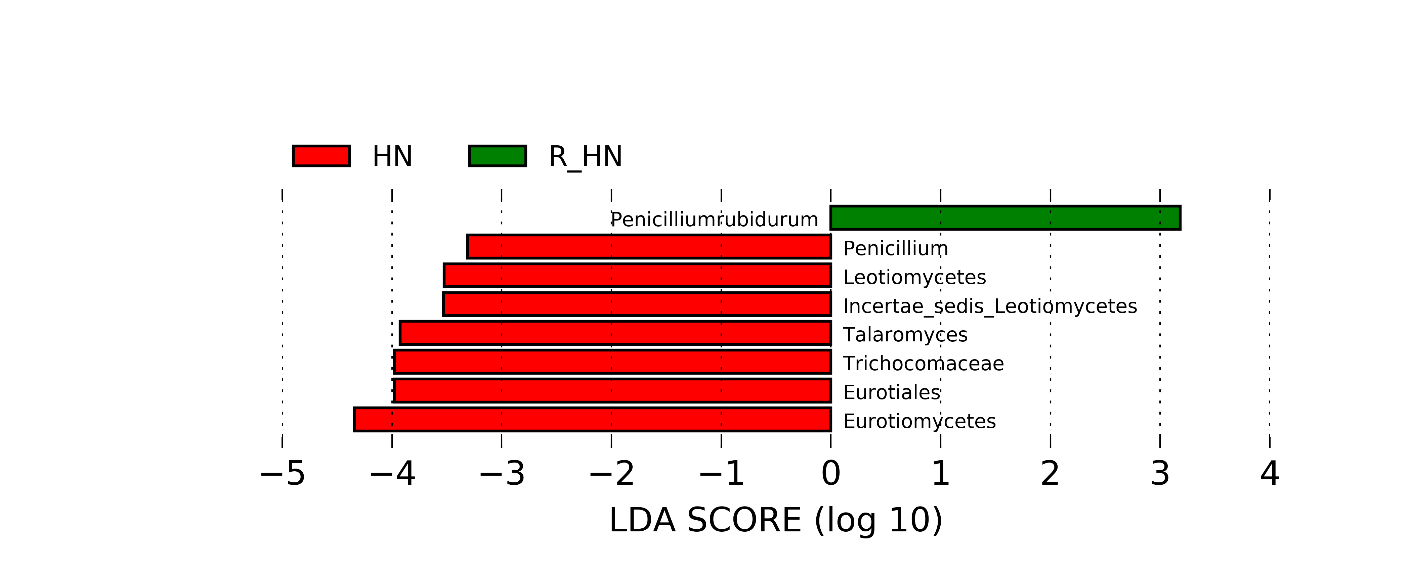 HN R_HN
Penicilliumrubidurum
Penicillium
Leotiomycetes
Incertae_sedis_Leotiomycetes
Talaromyces
Trichocomaceae
Eurotiales
Eurotiomycetes
−5 −4 −3 −2 −1 0 1 2 3 4
LDA SCORE (log 10)